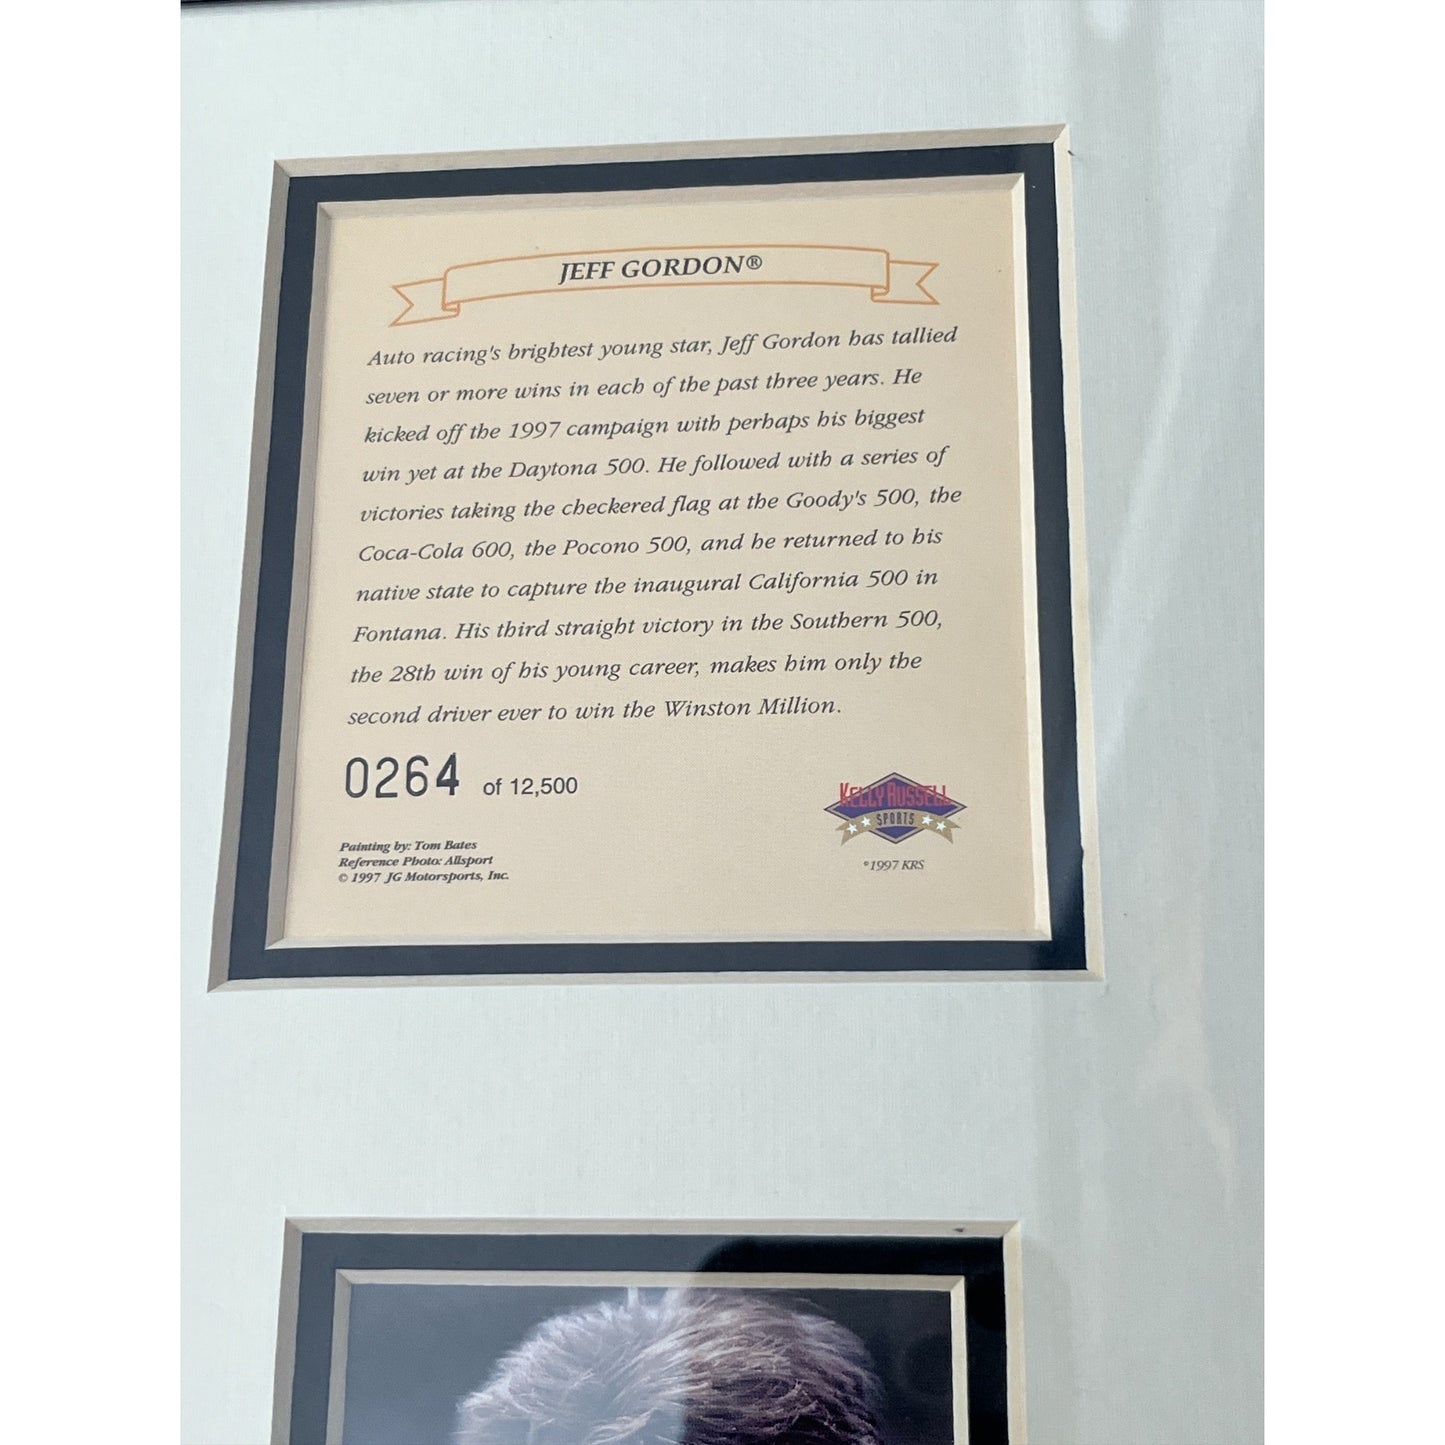 JEFF GORDON®
Auto racing's brightest young star, Jeff Gordon has tallied
seven or more wins in each of the past three years. He
kicked off the 1997 campaign with perhaps his biggest
win yet at the Daytona 500. He followed with a series of
victories taking the checkered flag at the Goody's 500, the
Coca-Cola 600, the Pocono 500, and he returned to his
native state to capture the inaugural California 500 in
Fontana. His third straight victory in the Southern 500,
the 28th win of his young career, makes him only the
second driver ever to win the Winston Million.
0264 of 12,500
KELLY RUSSELL
SPORTS
©1997 KRS
Painting by: Tom Bates
Reference Photo: Allsport
© 1997 JG Motorsports, Inc.